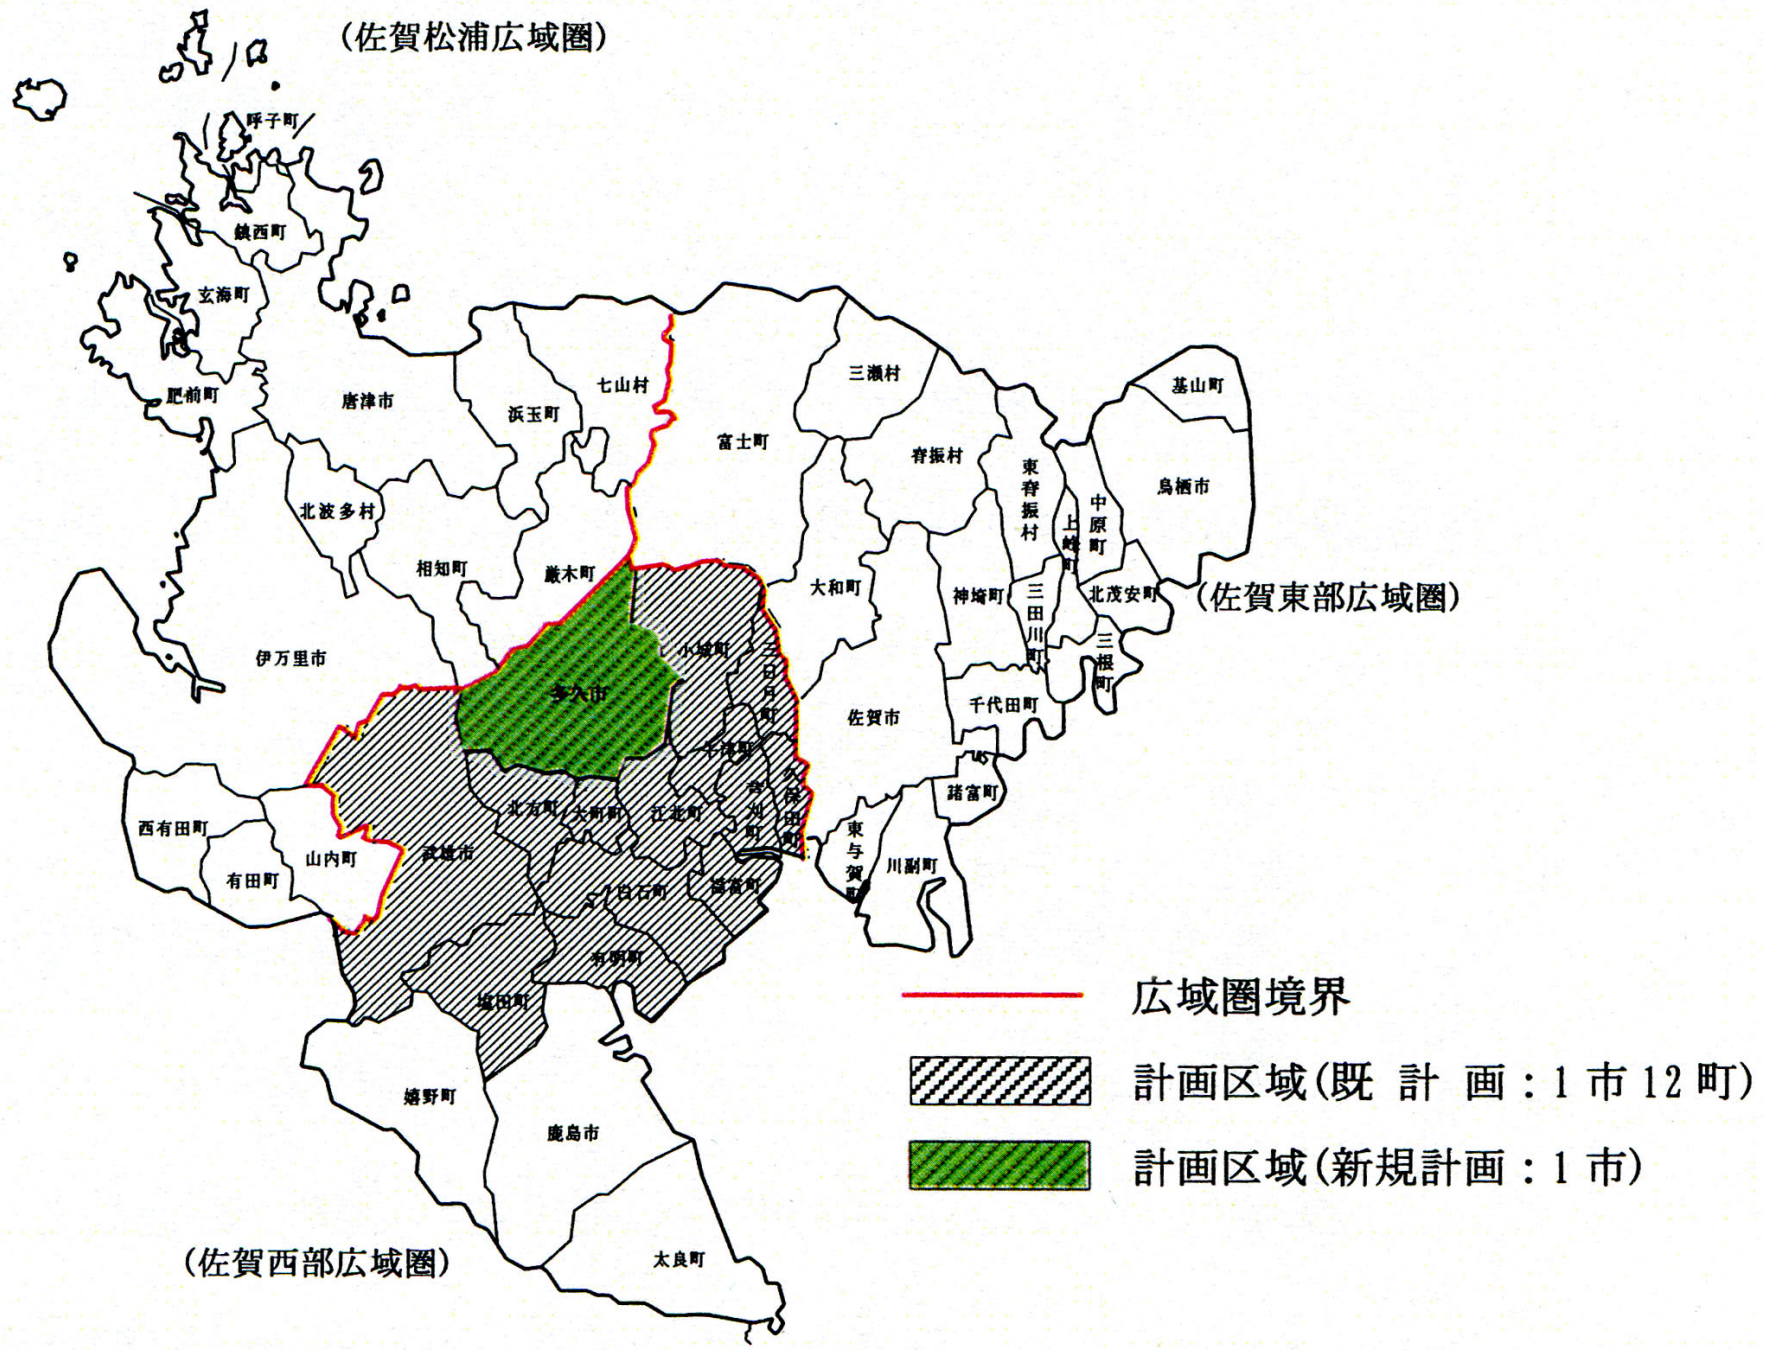 (佐賀松浦広域圏)
呼子町
鎮西町
玄海町
肥前町
唐津市
浜玉町
七山村
富士町
三瀬村
脊振村
東脊振村
上峰町
中原町
基山町
鳥栖市
北波多村
相知町
厳木町
大和町
神埼町
三田川町
北茂安町
三根町
(佐賀東部広域圏)
伊万里市
多久市
小城町
三日月町
佐賀市
千代田町
牛津町
芦刈町
久保田町
諸富町
東与賀町
川副町
西有田町
有田町
山内町
武雄市
北方町
大町町
江北町
白石町
福富町
有明町
塩田町
嬉野町
鹿島市
太良町
(佐賀西部広域圏)
広域圏境界
計画区域(既 計 画:1市12町)
計画区域(新規計画:1市)